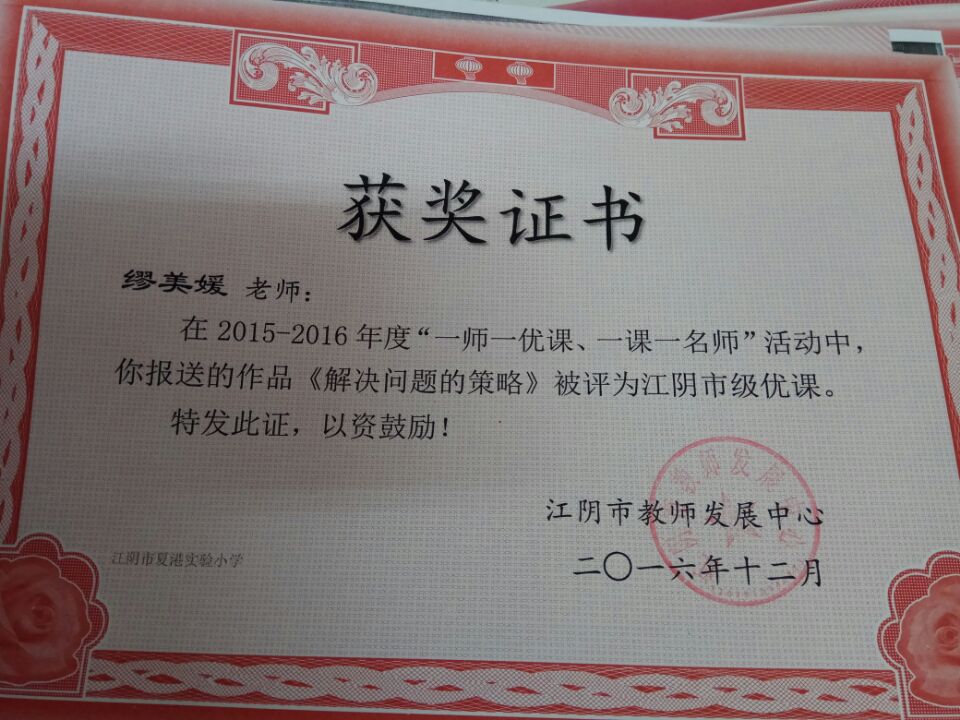 获奖证书
缪美媛 老师：
在 2015-2016 年度“一师一优课、一课一名师”活动中，
你报送的作品《解决问题的策略》被评为江阴市级优课。
特发此证，以资鼓励！
教师发展
江阴市教师发展中心
二〇一六年十二月
江阴市夏港实验小学